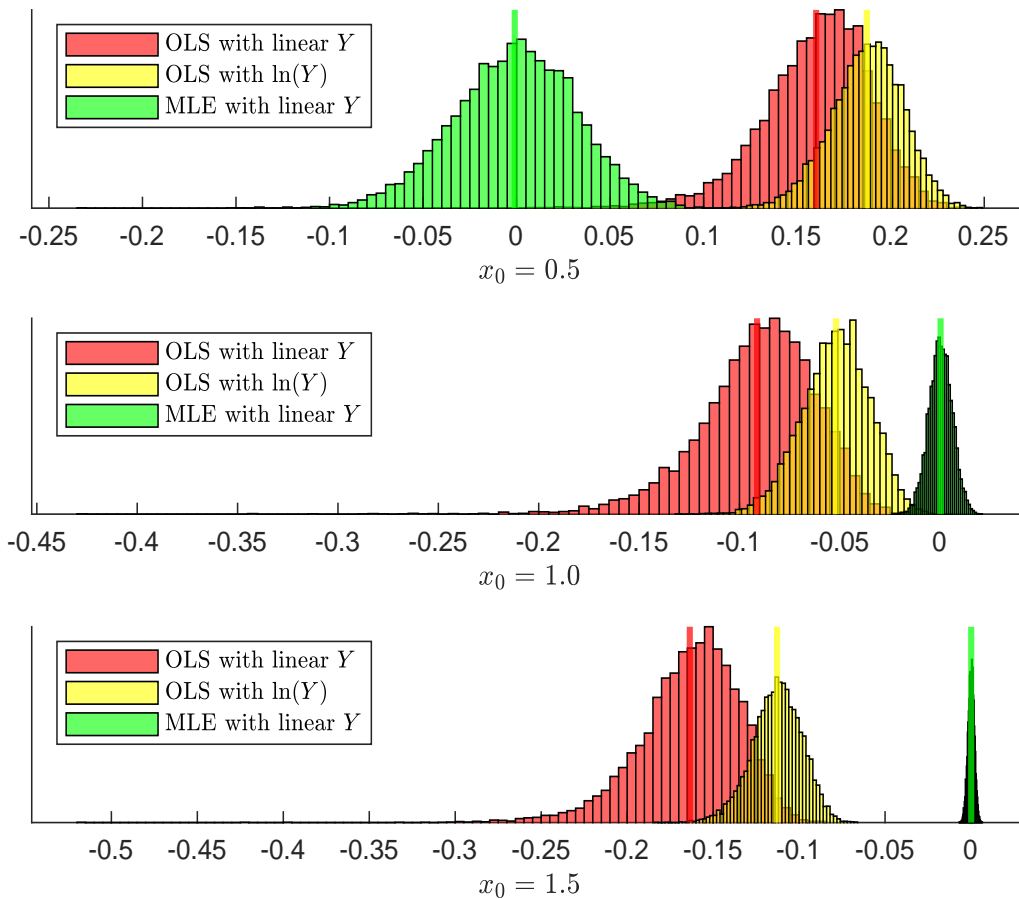 OLS with linear Y
OLS with ln(Y)
MLE with linear Y
-0.25 -0.2 -0.15 -0.1 -0.05 0 0.05 0.1 0.15 0.2 0.25
x₀ = 0.5
OLS with linear Y
OLS with ln(Y)
MLE with linear Y
-0.45 -0.4 -0.35 -0.3 -0.25 -0.2 -0.15 -0.1 -0.05 0
x₀ = 1.0
OLS with linear Y
OLS with ln(Y)
MLE with linear Y
-0.5 -0.45 -0.4 -0.35 -0.3 -0.25 -0.2 -0.15 -0.1 -0.05 0
x₀ = 1.5